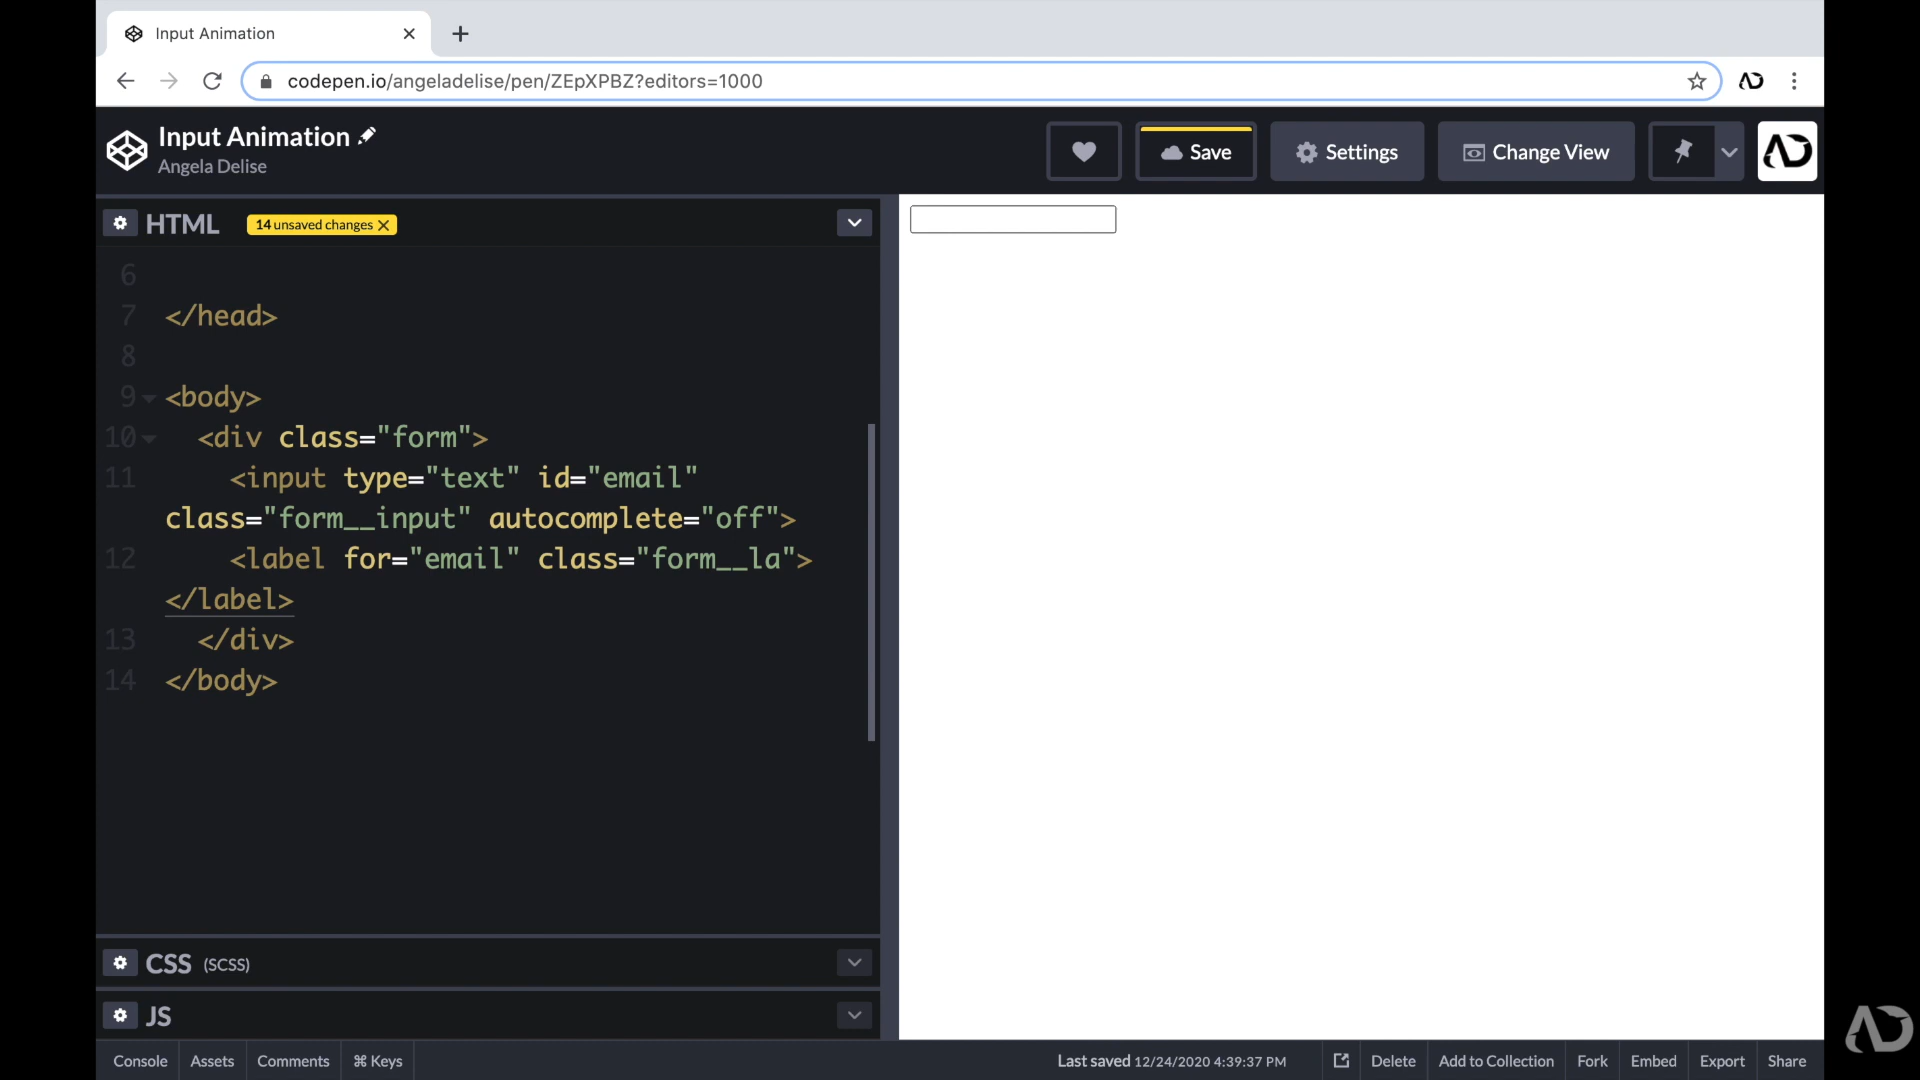 Input Animation
codepen.io/angeladelise/pen/ZEpXPBZ?editors=1000
Input Animation
Angela Delise
Save
Settings
Change View
HTML
14 unsaved changes
6
7 </head>
8
9 <body>
10 <div class="form">
11 <input type="text" id="email"
class="form__input" autocomplete="off">
12 <label for="email" class="form__la">
</label>
13 </div>
14 </body>
CSS (SCSS)
JS
Console Assets Comments ⌘ Keys Last saved 12/24/2020 4:39:37 PM Delete Add to Collection Fork Embed Export Share